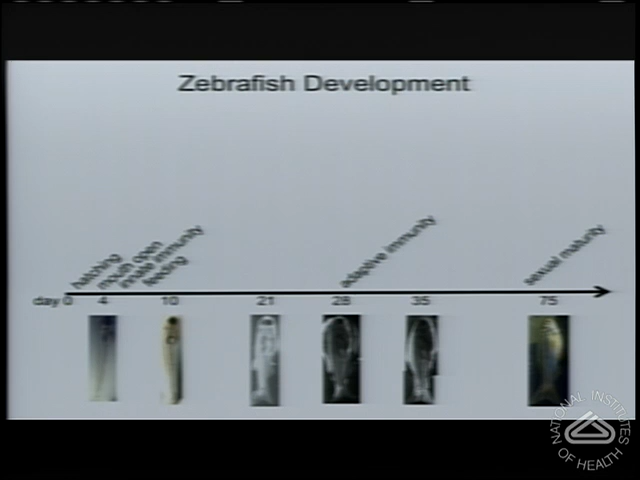 Zebrafish Development
hatching
mouth open
innate immunity
feeding
adaptive immunity
sexual maturity
day 0 4 10 21 28 35 75
NATIONAL INSTITUTES
OF HEALTH